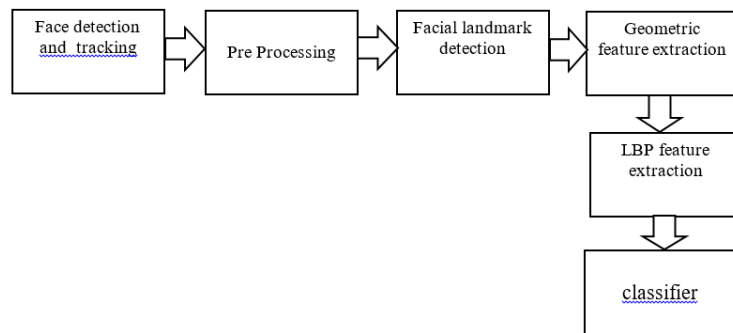 Face detection
and tracking
Pre Processing
Facial landmark
detection
Geometric
feature extraction
LBP feature
extraction
classifier